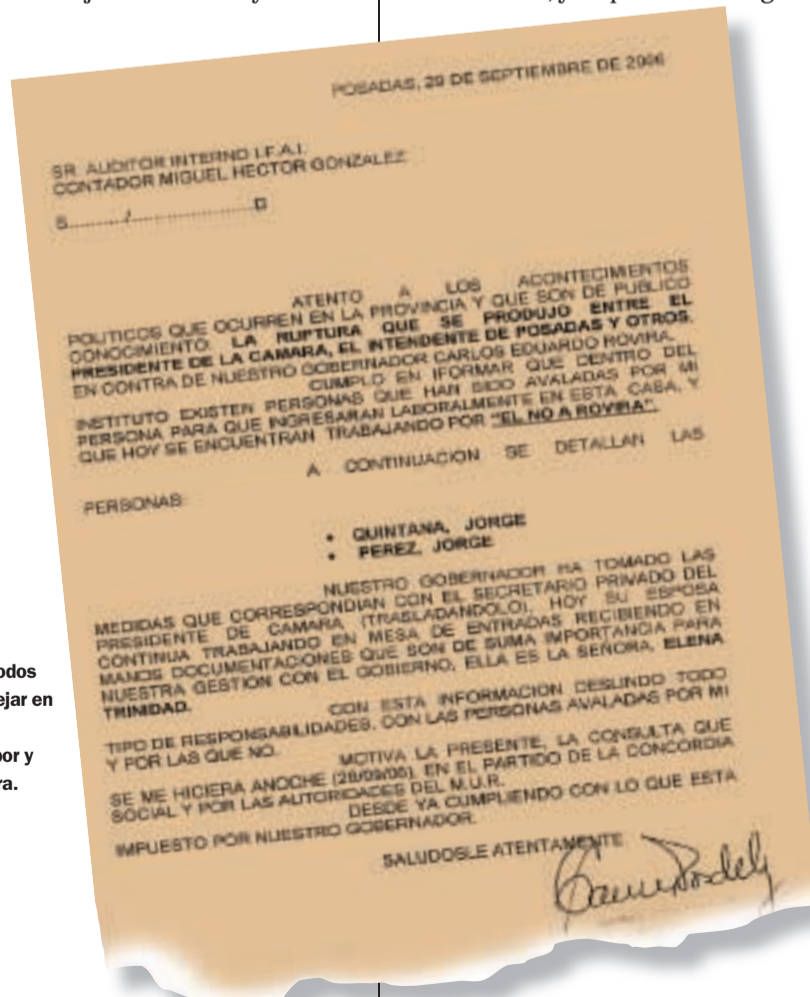 POSADAS, 29 DE SEPTIEMBRE DE 2006
SR. AUDITOR INTERNO I.F.A.I.
CONTADOR MIGUEL HECTOR GONZALEZ
S............/........................D
ATENTO A LOS ACONTECIMIENTOS
POLITICOS QUE OCURREN EN LA PROVINCIA Y QUE SON DE PUBLICO
CONOCIMIENTO, LA RUPTURA QUE SE PRODUJO ENTRE EL
PRESIDENTE DE LA CAMARA, EL INTENDENTE DE POSADAS Y OTROS,
EN CONTRA DE NUESTRO GOBERNADOR CARLOS EDUARDO ROVIRA.
CUMPLO EN IFORMAR QUE DENTRO DEL
INSTITUTO EXISTEN PERSONAS QUE HAN SIDO AVALADAS POR MI
PERSONA PARA QUE INGRESARAN LABORALMENTE EN ESTA CASA, Y
QUE HOY SE ENCUENTRAN TRABAJANDO POR "EL NO A ROVIRA".
A CONTINUACION SE DETALLAN LAS
PERSONAS:
• QUINTANA, JORGE
• PEREZ, JORGE
NUESTRO GOBERNADOR HA TOMADO LAS
MEDIDAS QUE CORRESPONDIAN CON EL SECRETARIO PRIVADO DEL
PRESIDENTE DE CAMARA (TRASLADANDOLO), HOY SU ESPOSA
CONTINUA TRABAJANDO EN MESA DE ENTRADAS RECIBIENDO EN
MANOS DOCUMENTACIONES QUE SON DE SUMA IMPORTANCIA PARA
NUESTRA GESTION CON EL GOBIERNO, ELLA ES LA SEÑORA, ELENA
TRINIDAD.
CON ESTA INFORMACION DESLINDO TODO
TIPO DE RESPONSABILIDADES, CON LAS PERSONAS AVALADAS POR MI
Y POR LAS QUE NO.
MOTIVA LA PRESENTE, LA CONSULTA QUE
SE ME HICIERA ANOCHE (28/09/06), EN EL PARTIDO DE LA CONCORDIA
SOCIAL Y POR LAS AUTORIDADES DEL M.U.R.
DESDE YA CUMPLIENDO CON LO QUE ESTA
IMPUESTO POR NUESTRO GOBERNADOR.
SALUDOSLE ATENTAMENTE
odos
ejar en
por y
ra.